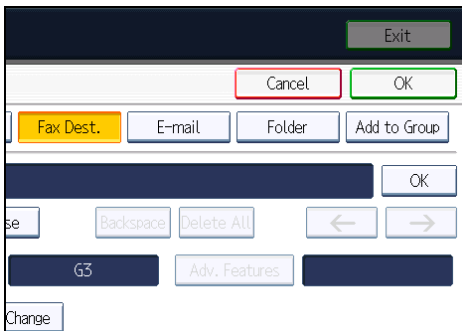 Exit
Cancel OK
Fax Dest. E-mail Folder Add to Group
OK
se Backspace Delete All ← →
G3 Adv. Features
Change